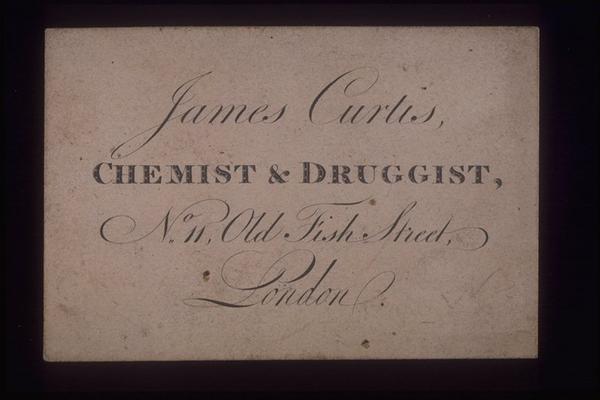 James Curtis,
CHEMIST & DRUGGIST,
No. 11, Old Fish Street,
London.